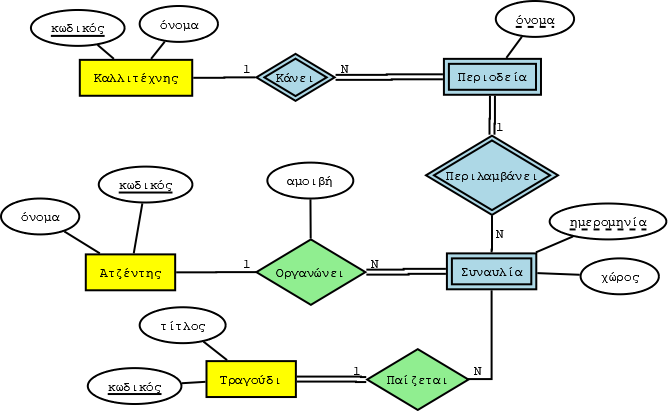 όνομα
κωδικός
όνομα
Καλλιτέχνης
1
Κάνει
N
Περιοδεία
1
Περιλαμβάνει
κωδικός
αμοιβή
όνομα
ημερομηνία
N
Ατζέντης
1
Οργανώνει
N
Συναυλία
χώρος
τίτλος
Τραγούδι
1
Παίζεται
N
κωδικός